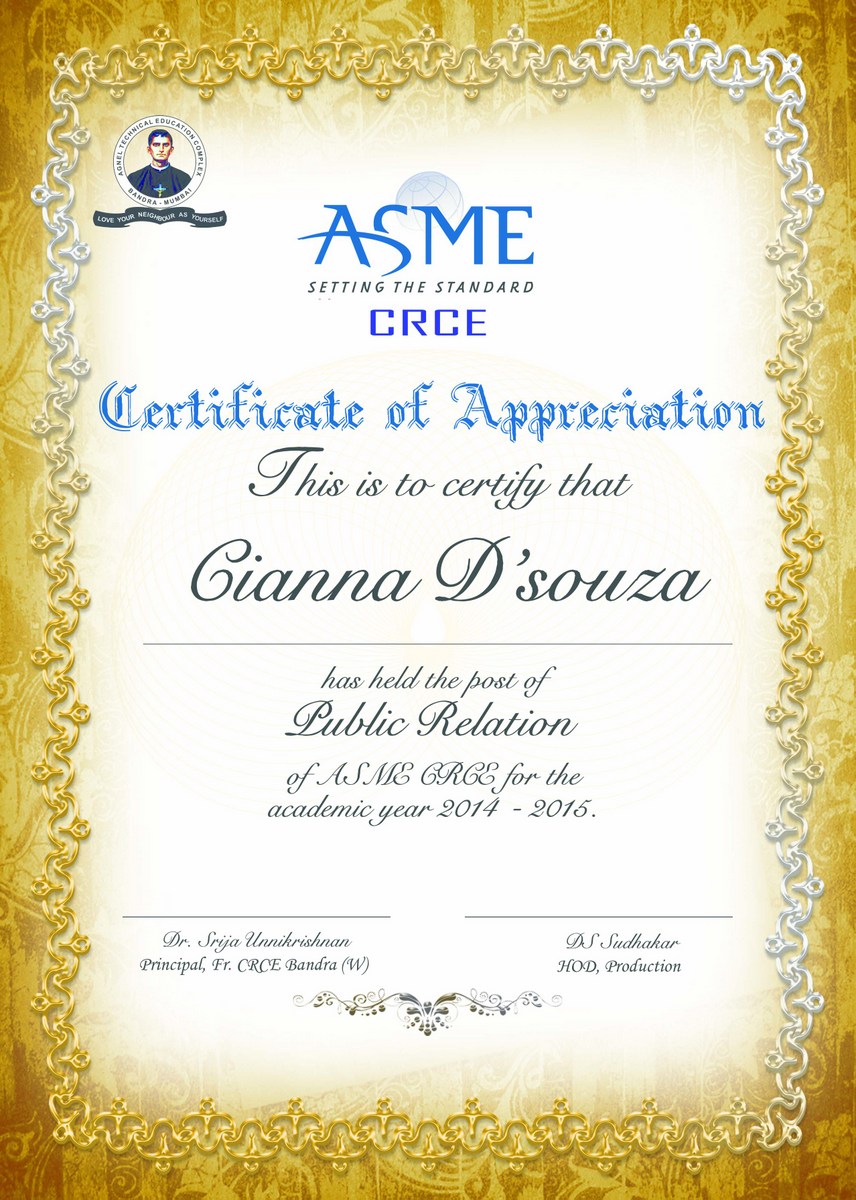 AGNEL TECHNICAL EDUCATION COMPLEX
BANDRA - MUMBAI
LOVE YOUR NEIGHBOUR AS YOURSELF
ASME
SETTING THE STANDARD
CRCE
Certificate of Appreciation
This is to certify that
Cianna D'souza
has held the post of
Public Relation
of ASME CRCE for the
academic year 2014 - 2015.
Dr. Srija Unnikrishnan
Principal, Fr. CRCE Bandra (W)
DS Sudhakar
HOD, Production